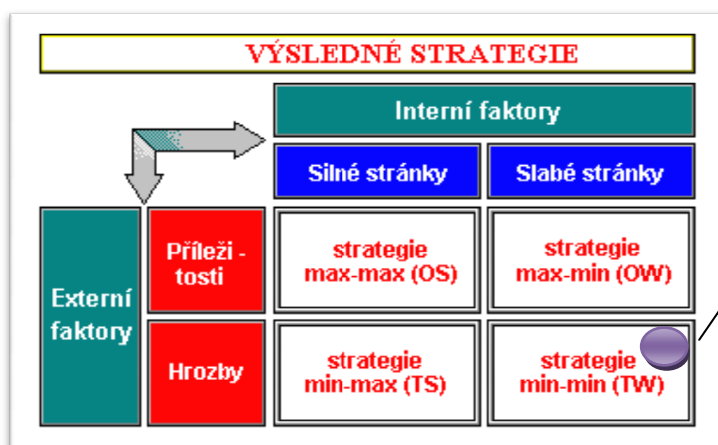 VÝSLEDNÉ STRATEGIE
Interní faktory
Silné stránky
Slabé stránky
Externí
faktory
Příleži -
tosti
strategie
max-max (OS)
strategie
max-min (OW)
Hrozby
strategie
min-max (TS)
strategie
min-min (TW)